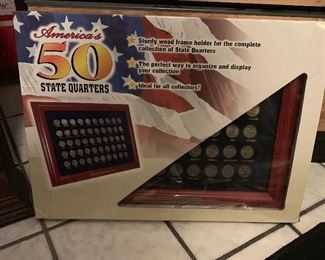 America's
50
STATE QUARTERS
Sturdy wood frame holder for the complete
collection of State Quarters
The perfect way to organize and display
your collection
Ideal for all collectors!